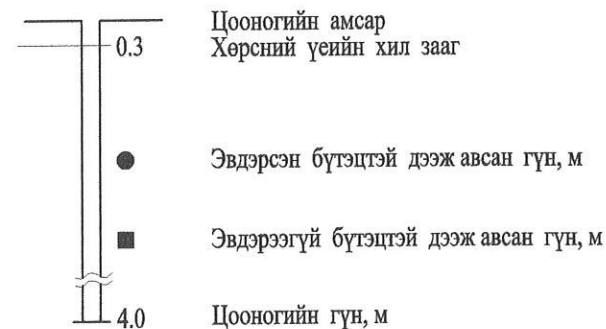 Цооногийн амсар
0.3 Хөрсний үеийн хил зааг
Эвдэрсэн бүтэцтэй дээж авсан гүн, м
Эвдэрээгүй бүтэцтэй дээж авсан гүн, м
4.0 Цооногийн гүн, м